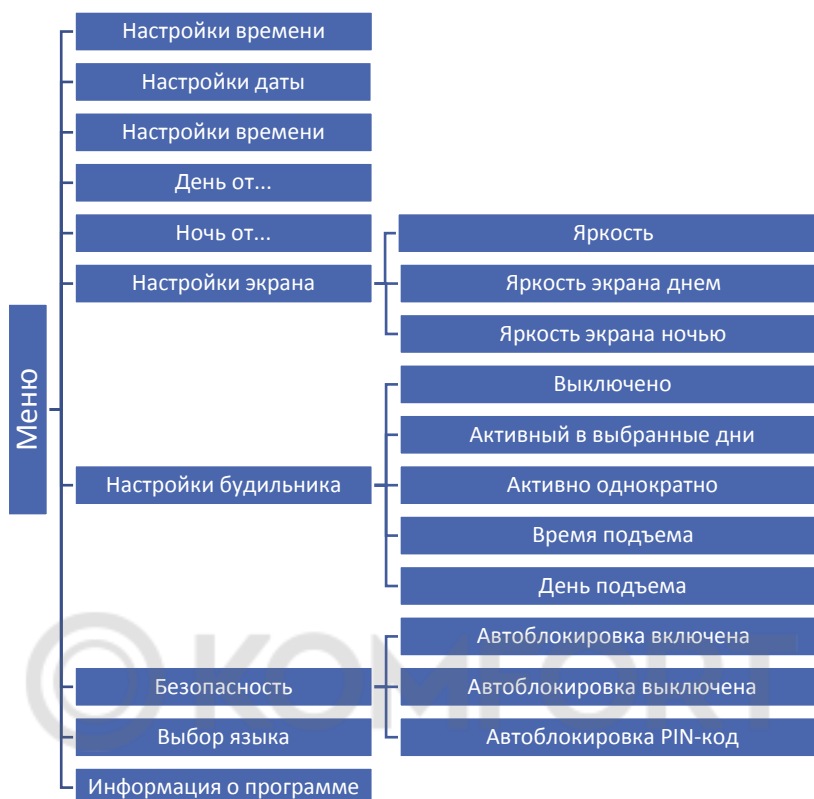 Меню
Настройки времени
Настройки даты
Настройки времени
День от...
Ночь от...
Настройки экрана
Яркость
Яркость экрана днем
Яркость экрана ночью
Настройки будильника
Выключено
Активный в выбранные дни
Активно однократно
Время подъема
День подъема
Безопасность
Автоблокировка включена
Автоблокировка выключена
Автоблокировка PIN-код
Выбор языка
Информация о программе
KOMFORT